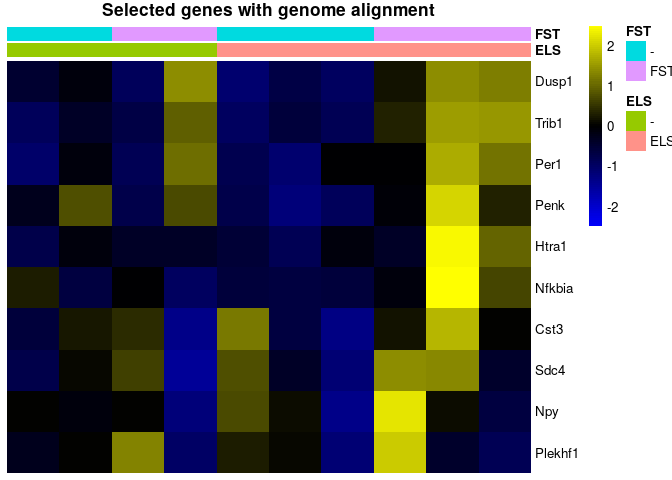 Selected genes with genome alignment
FST
ELS
Dusp1
Trib1
Per1
Penk
Htra1
Nfkbia
Cst3
Sdc4
Npy
Plekhf1
2
1
0
-1
-2
FST
-
FST
ELS
-
ELS